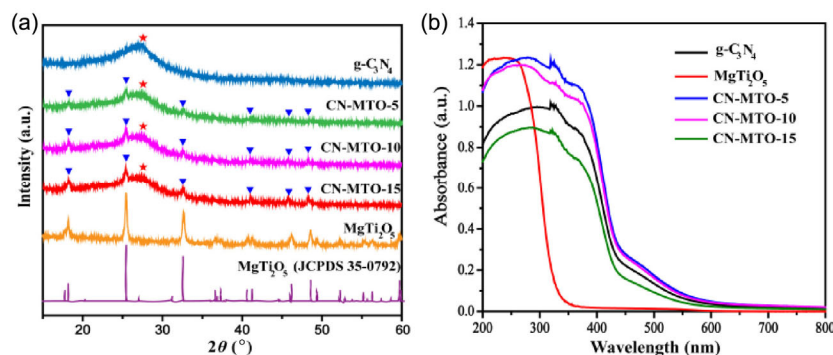 (a)
Intensity (a.u.)
g-C₃N₄
CN-MTO-5
CN-MTO-10
CN-MTO-15
MgTi₂O₅
MgTi₂O₅ (JCPDS 35-0792)
20 30 40 50 60
2θ (°)
(b)
Absorbance (a.u.)
1.4
1.2
1.0
0.8
0.6
0.4
0.2
0.0
g-C₃N₄
MgTi₂O₅
CN-MTO-5
CN-MTO-10
CN-MTO-15
200 300 400 500 600 700 800
Wavelength (nm)